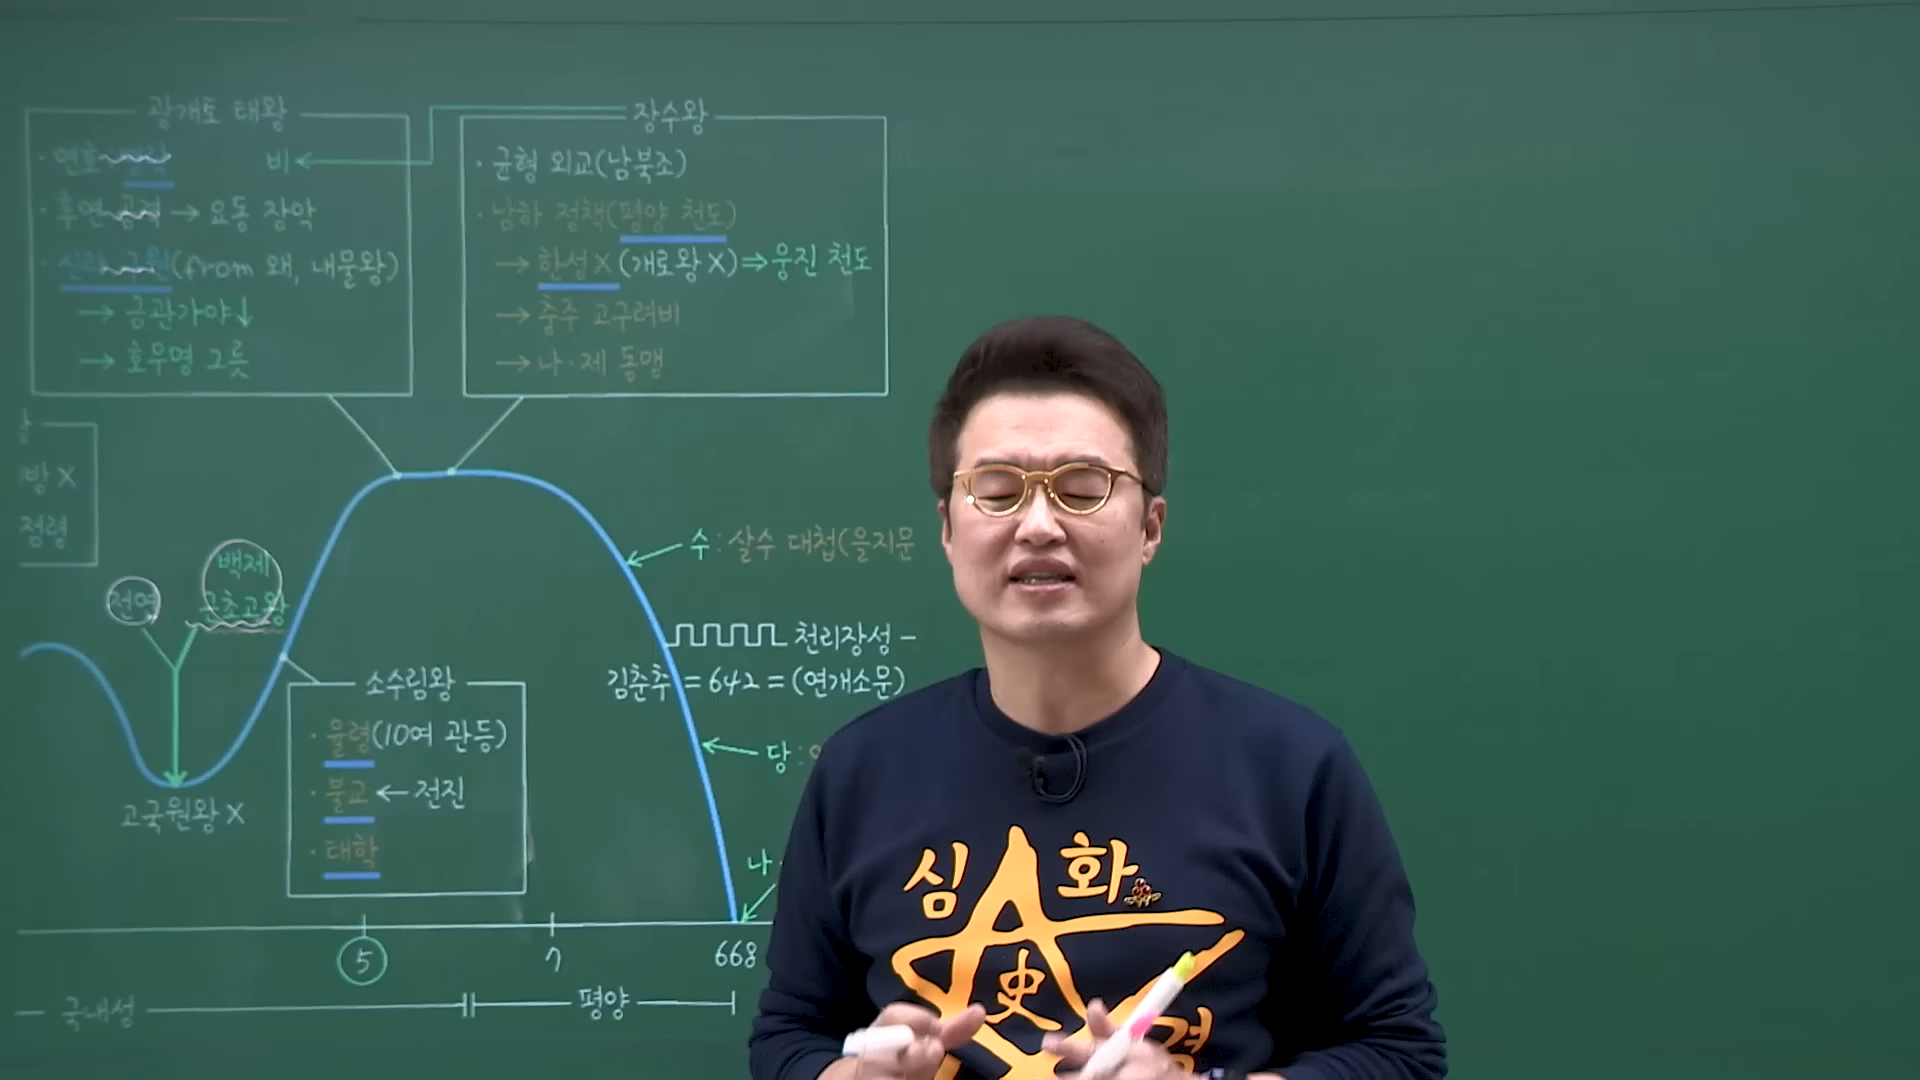 광개토 태왕
· 연호
비
· 후연 공격 → 요동 장악
· 신라 구원(from 왜, 내물왕)
→ 금관가야↓
→ 호우명 그릇
장수왕
· 균형 외교(남북조)
· 남하 정책(평양 천도)
→ 한성X (개로왕X) ⇒ 웅진 천도
→ 충주 고구려비
→ 나·제 동맹
방 X
점령
전연
백제
근초고왕
고국원왕 X
소수림왕
· 율령(10여 관등)
· 불교 ← 전진
· 태학
수: 살수 대첩(을지문
천리장성 -
김춘추 = 642 = (연개소문)
당:
나
5
7
668
국내성
평양
심 화
史